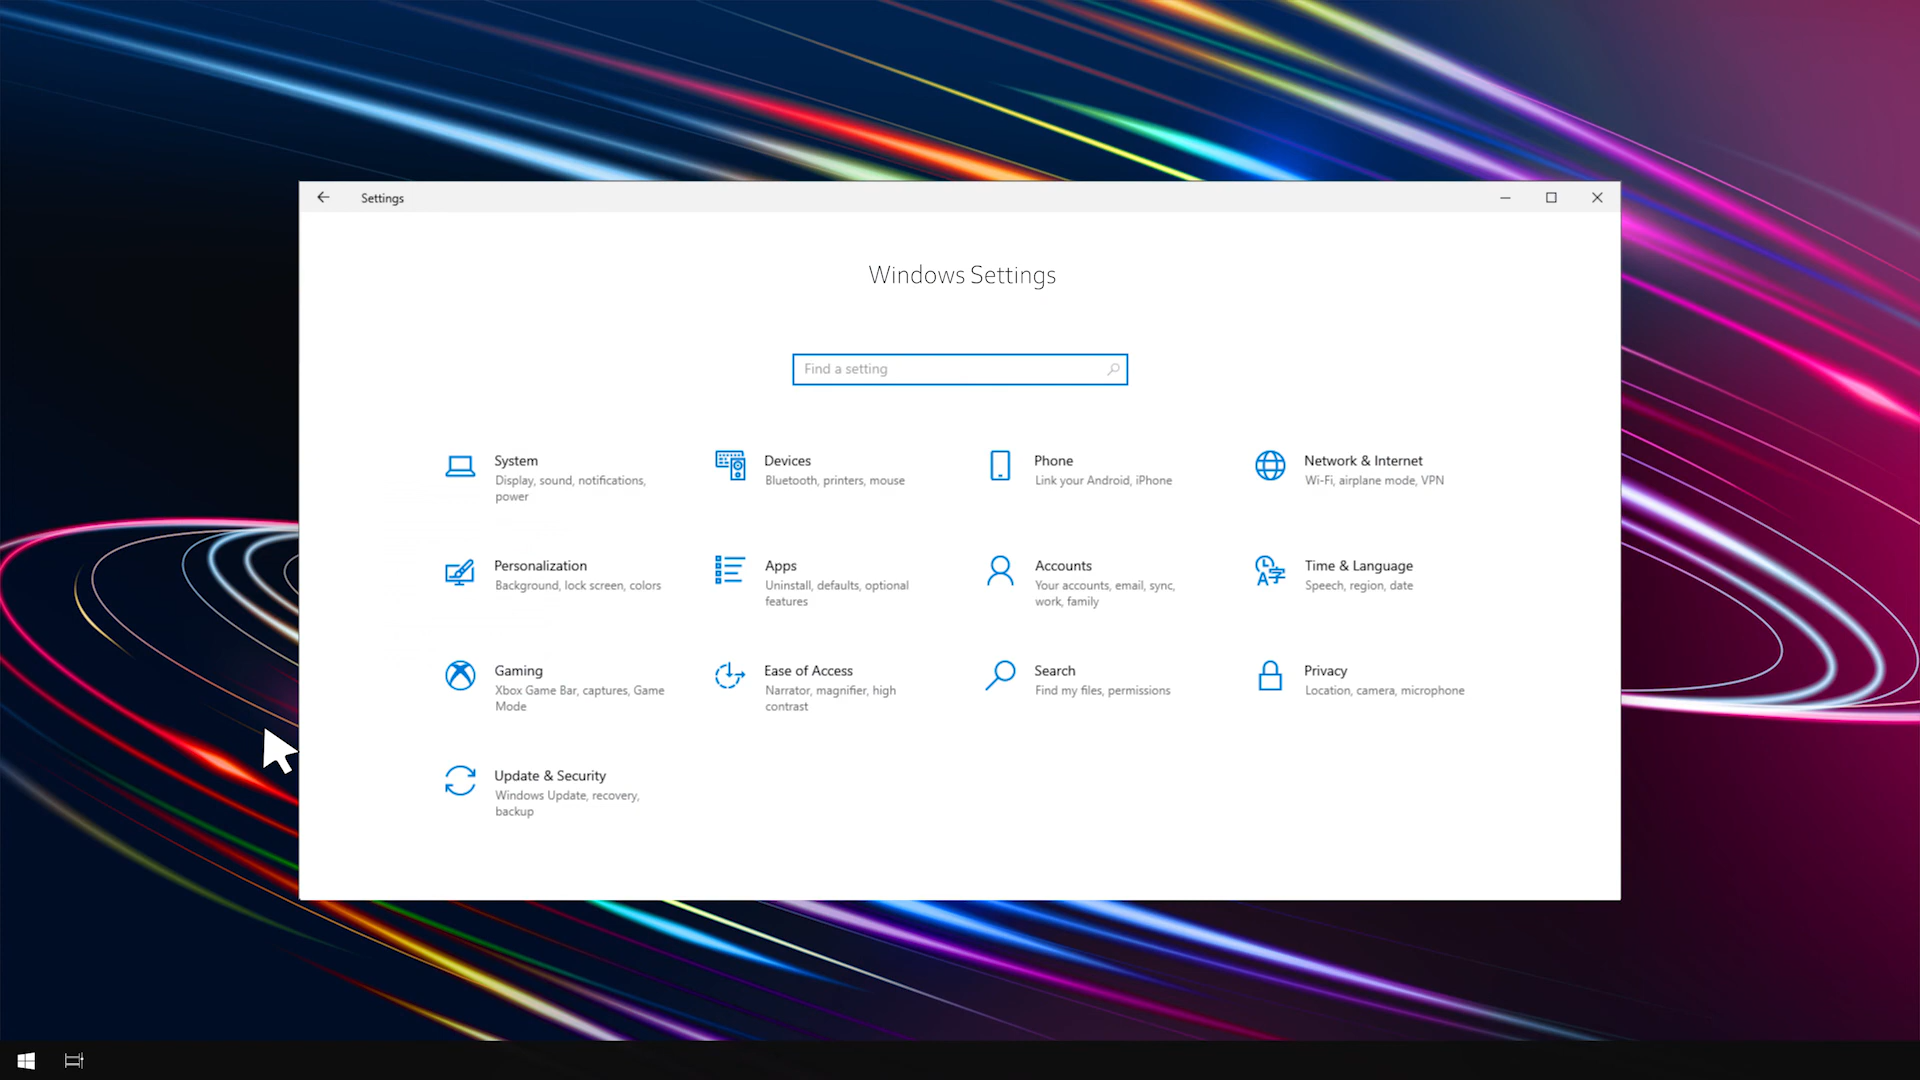 Settings
Windows Settings
Find a setting
System
Display, sound, notifications,
power
Devices
Bluetooth, printers, mouse
Phone
Link your Android, iPhone
Network & Internet
Wi-Fi, airplane mode, VPN
Personalization
Background, lock screen, colors
Apps
Uninstall, defaults, optional
features
Accounts
Your accounts, email, sync,
work, family
Time & Language
Speech, region, date
Gaming
Xbox Game Bar, captures, Game
Mode
Ease of Access
Narrator, magnifier, high
contrast
Search
Find my files, permissions
Privacy
Location, camera, microphone
Update & Security
Windows Update, recovery,
backup